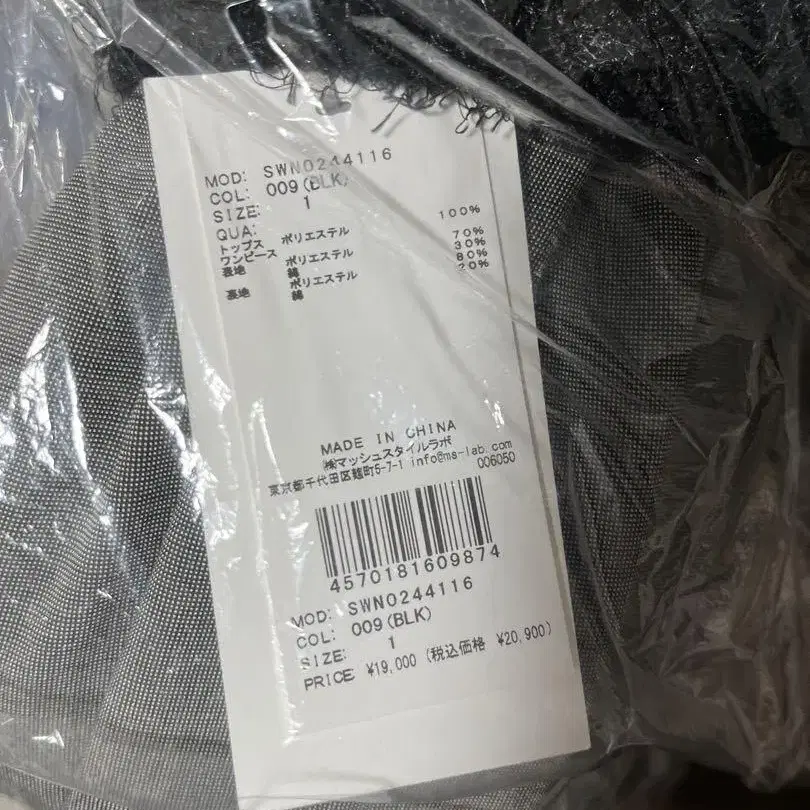 MOD: SWNO244116
COL: 009(BLK)
SIZE: 1
QUA:
トップス ポリエステル 100%
ワンピース
表地 ポリエステル 70%
綿 30%
裏地 ポリエステル 80%
綿 20%
MADE IN CHINA
㈱マッシュスタイルラボ
東京都千代田区麹町5-7-1 info@ms-lab.com
006050
4570181609874
MOD: SWNO244116
COL: 009(BLK)
SIZE: 1
PRICE: ¥19,000 (税込価格 ¥20,900)